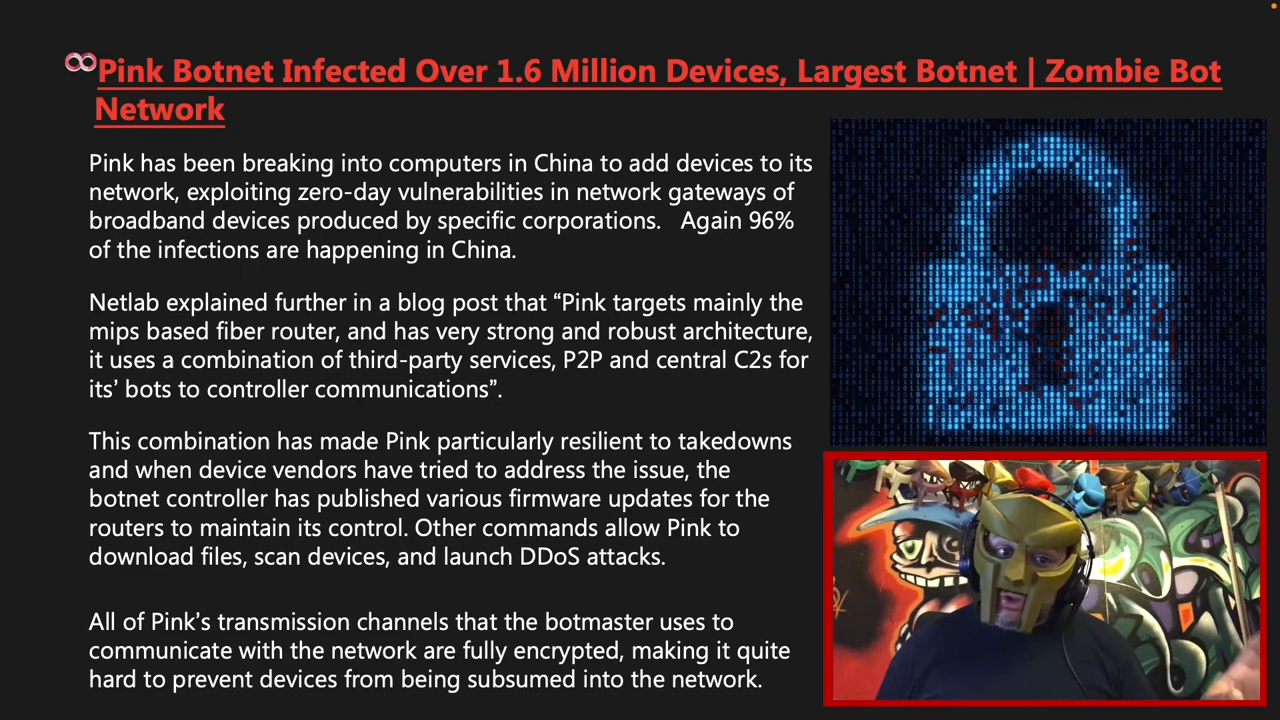 Pink Botnet Infected Over 1.6 Million Devices, Largest Botnet | Zombie Bot
Network
Pink has been breaking into computers in China to add devices to its
network, exploiting zero-day vulnerabilities in network gateways of
broadband devices produced by specific corporations.   Again 96%
of the infections are happening in China.
Netlab explained further in a blog post that “Pink targets mainly the
mips based fiber router, and has very strong and robust architecture,
it uses a combination of third-party services, P2P and central C2s for
its’ bots to controller communications”.
This combination has made Pink particularly resilient to takedowns
and when device vendors have tried to address the issue, the
botnet controller has published various firmware updates for the
routers to maintain its control. Other commands allow Pink to
download files, scan devices, and launch DDoS attacks.
All of Pink’s transmission channels that the botmaster uses to
communicate with the network are fully encrypted, making it quite
hard to prevent devices from being subsumed into the network.